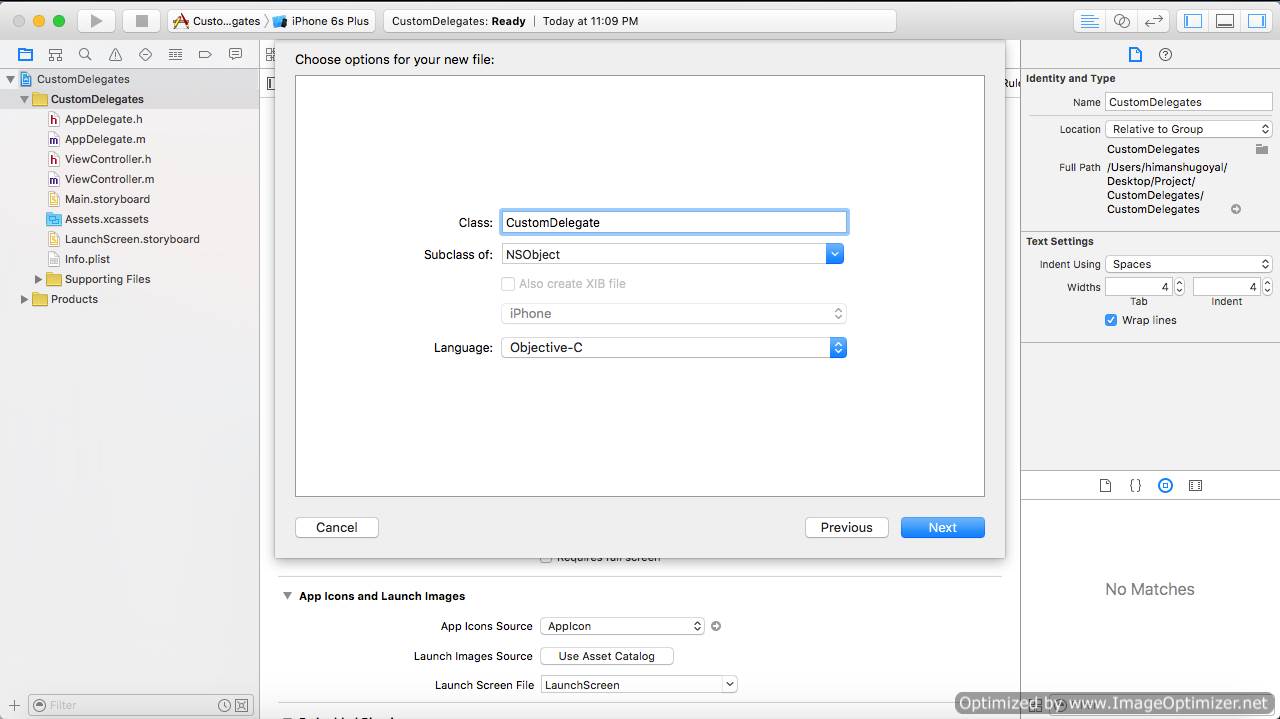 Custo...gates
iPhone 6s Plus
CustomDelegates: Ready
Today at 11:09 PM
CustomDelegates
CustomDelegates
AppDelegate.h
AppDelegate.m
ViewController.h
ViewController.m
Main.storyboard
Assets.xcassets
LaunchScreen.storyboard
Info.plist
Supporting Files
Products
Filter
Choose options for your new file:
Class: CustomDelegate
Subclass of: NSObject
Also create XIB file
iPhone
Language: Objective-C
Cancel
Previous
Next
App Icons and Launch Images
App Icons Source AppIcon
Launch Images Source Use Asset Catalog
Launch Screen File LaunchScreen
Identity and Type
Name CustomDelegates
Location Relative to Group
CustomDelegates
Full Path /Users/himanshugoyal/
Desktop/Project/
CustomDelegates/
CustomDelegates
Text Settings
Indent Using Spaces
Widths 4 4
Tab Indent
Wrap lines
No Matches
Optimized by www.ImageOptimizer.net